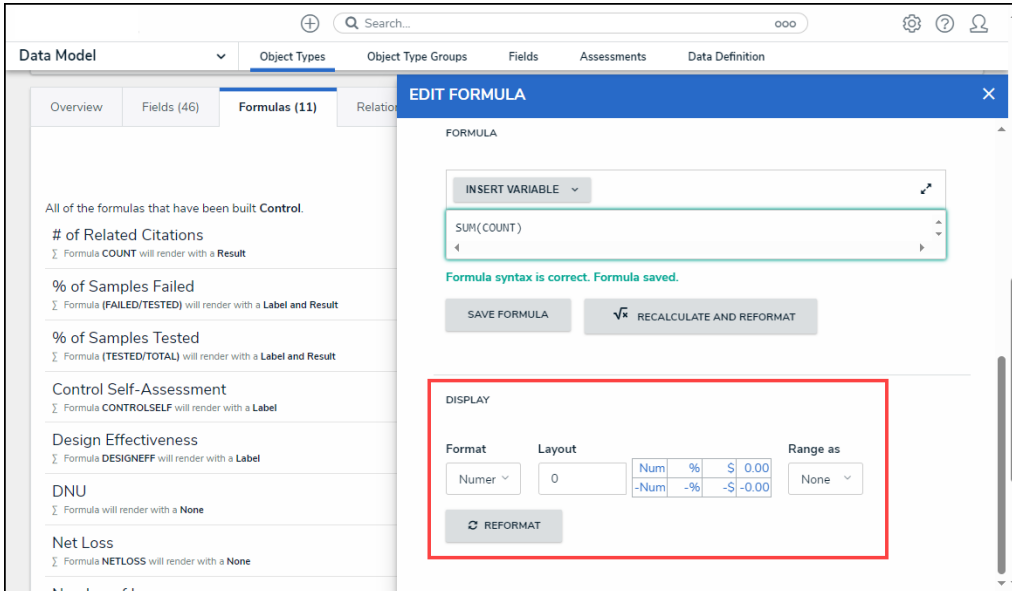 Search...
Data Model
Object Types
Object Type Groups
Fields
Assessments
Data Definition
Overview
Fields (46)
Formulas (11)
Relation
All of the formulas that have been built Control.
# of Related Citations
∑ Formula COUNT will render with a Result
% of Samples Failed
∑ Formula (FAILED/TESTED) will render with a Label and Result
% of Samples Tested
∑ Formula (TESTED/TOTAL) will render with a Label and Result
Control Self-Assessment
∑ Formula CONTROLSELF will render with a Label
Design Effectiveness
∑ Formula DESIGNEFF will render with a Label
DNU
∑ Formula will render with a None
Net Loss
∑ Formula NETLOSS will render with a None
EDIT FORMULA
FORMULA
INSERT VARIABLE
SUM(COUNT)
Formula syntax is correct. Formula saved.
SAVE FORMULA
√x RECALCULATE AND REFORMAT
DISPLAY
Format Layout Range as
Numer 0 None
Num % $ 0.00
-Num -% -$ -0.00
REFORMAT